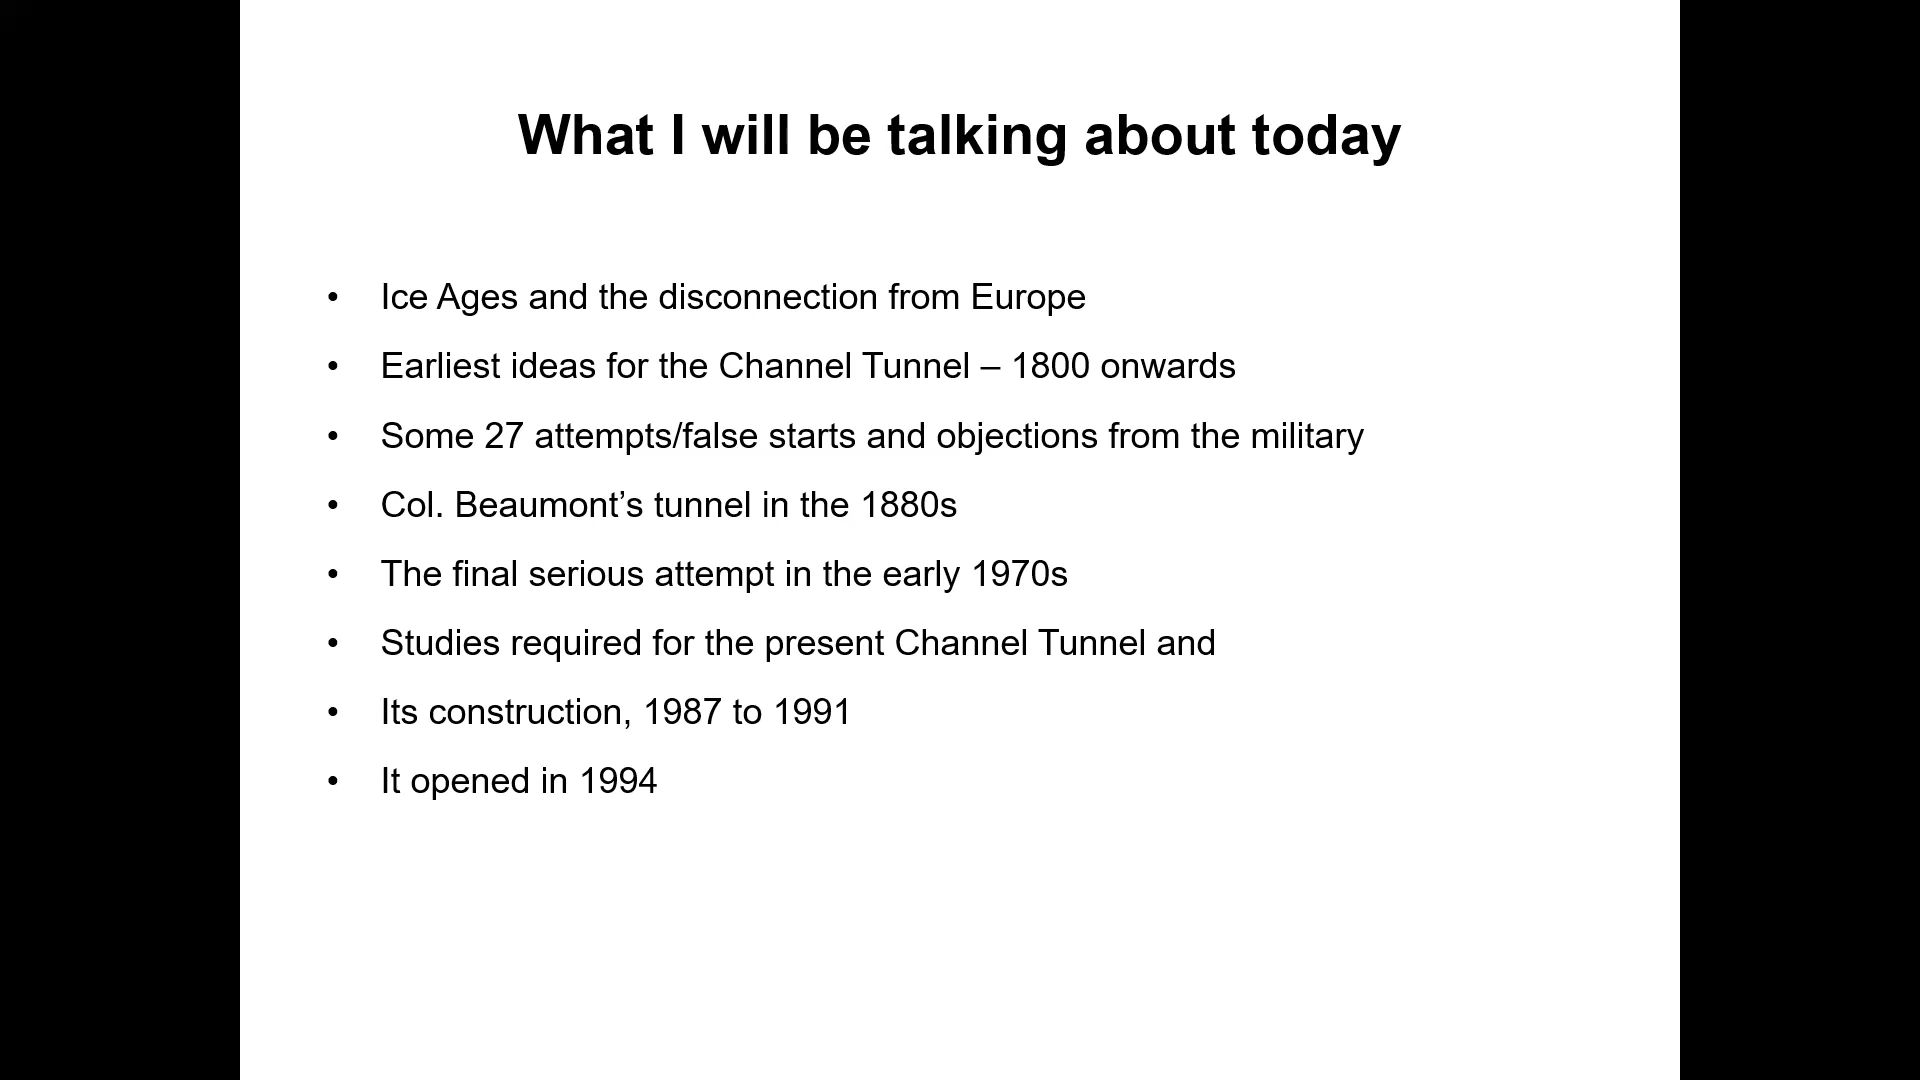 What I will be talking about today
• Ice Ages and the disconnection from Europe
• Earliest ideas for the Channel Tunnel – 1800 onwards
• Some 27 attempts/false starts and objections from the military
• Col. Beaumont’s tunnel in the 1880s
• The final serious attempt in the early 1970s
• Studies required for the present Channel Tunnel and
• Its construction, 1987 to 1991
• It opened in 1994